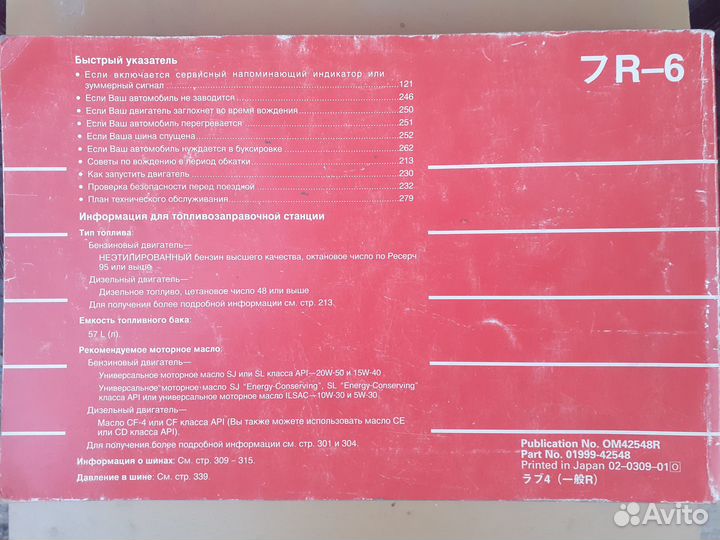 フR-6
Быстрый указатель
• Если включается сервисный напоминающий индикатор или
зуммерный сигнал ..... 121
• Если Ваш автомобиль не заводится ..... 246
• Если Ваш двигатель заглохнет во время вождения ..... 250
• Если Ваш автомобиль перегревается ..... 251
• Если Ваша шина спущена ..... 252
• Если Ваш автомобиль нуждается в буксировке ..... 262
• Советы по вождению в период обкатки ..... 213
• Как запустить двигатель ..... 230
• Проверка безопасности перед поездкой ..... 232
• План технического обслуживания ..... 279
Информация для топливозаправочной станции
Тип топлива:
Бензиновый двигатель—
НЕЭТИЛИРОВАННЫЙ бензин высшего качества, октановое число по Ресерч
95 или выше
Дизельный двигатель—
Дизельное топливо, цетановое число 48 или выше
Для получения более подробной информации см. стр. 213.
Емкость топливного бака:
57 L (л).
Рекомендуемое моторное масло:
Бензиновый двигатель—
Универсальное моторное масло SJ или SL класса API—20W-50 и 15W-40
Универсальное моторное масло SJ "Energy-Conserving", SL "Energy-Conserving"
класса API или универсальное моторное масло ILSAC—10W-30 и 5W-30
Дизельный двигатель—
Масло CF-4 или CF класса API (Вы также можете использовать масло CE
или CD класса API).
Для получения более подробной информации см. стр. 301 и 304.
Информация о шинах: См. стр. 309 – 315.
Давление в шине: См. стр. 339.
Publication No. OM42548R
Part No. 01999-42548
Printed in Japan 02-0309-01 O
ラブ4 (一般R)
Avito